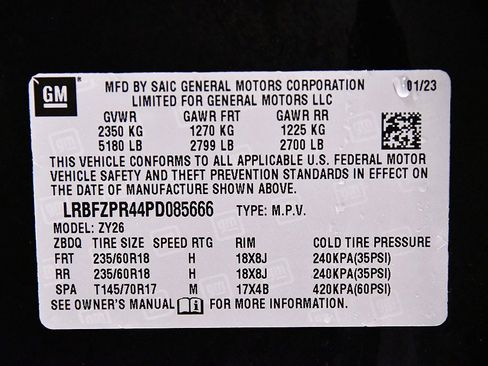 GM
MFD BY SAIC GENERAL MOTORS CORPORATION 01/23
LIMITED FOR GENERAL MOTORS LLC
GVWR GAWR FRT GAWR RR
2350 KG 1270 KG 1225 KG
5180 LB 2799 LB 2700 LB
THIS VEHICLE CONFORMS TO ALL APPLICABLE U.S. FEDERAL MOTOR
VEHICLE SAFETY AND THEFT PREVENTION STANDARDS IN EFFECT ON
THE DATE OF MANUFACTURE SHOWN ABOVE.
LRBFZPR44PD085666 TYPE: M.P.V.
MODEL: ZY26
ZBDQ TIRE SIZE SPEED RTG RIM COLD TIRE PRESSURE
FRT 235/60R18 H 18X8J 240KPA(35PSI)
RR 235/60R18 H 18X8J 240KPA(35PSI)
SPA T145/70R17 M 17X4B 420KPA(60PSI)
SEE OWNER'S MANUAL FOR MORE INFORMATION.